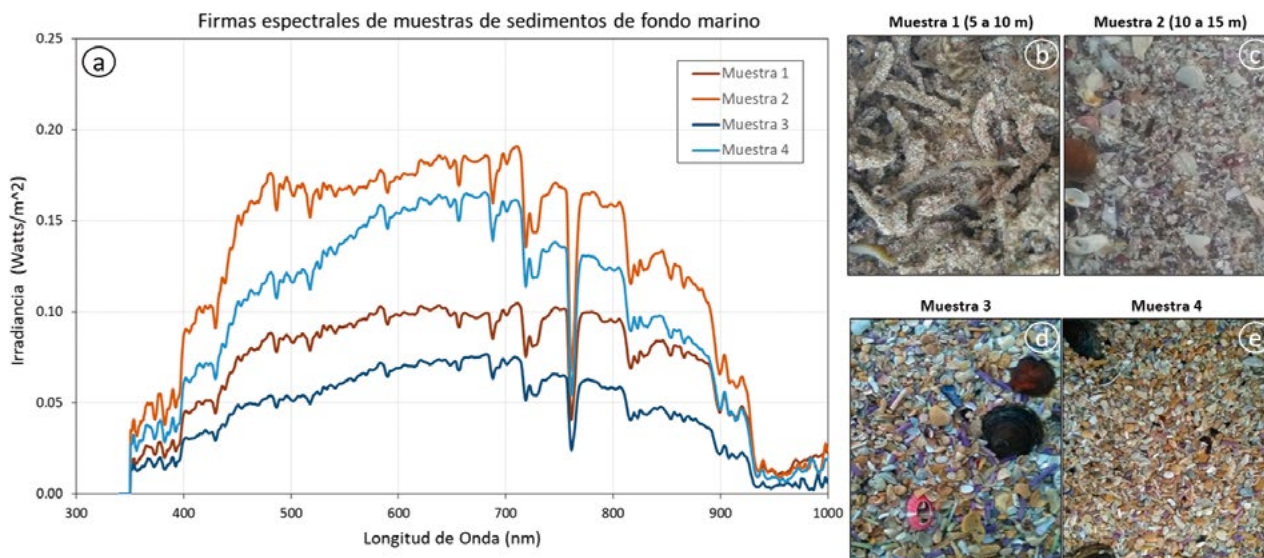 Firmas espectrales de muestras de sedimentos de fondo marino
a
0.25
0.20
0.15
0.10
0.05
0.00
Irradiancia (Watts/m^2)
300 400 500 600 700 800 900 1000
Longitud de Onda (nm)
Muestra 1
Muestra 2
Muestra 3
Muestra 4
Muestra 1 (5 a 10 m)
b
Muestra 2 (10 a 15 m)
c
Muestra 3
d
Muestra 4
e